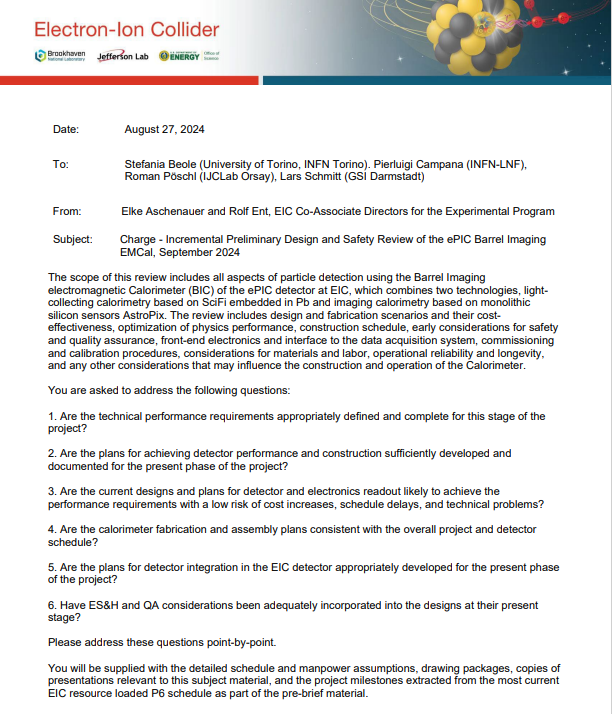 Electron-Ion Collider
Brookhaven National Laboratory Jefferson Lab U.S. DEPARTMENT OF ENERGY Office of Science
Date: August 27, 2024
To: Stefania Beole (University of Torino, INFN Torino). Pierluigi Campana (INFN-LNF),
Roman Pöschl (IJCLab Orsay), Lars Schmitt (GSI Darmstadt)
From: Elke Aschenauer and Rolf Ent, EIC Co-Associate Directors for the Experimental Program
Subject: Charge - Incremental Preliminary Design and Safety Review of the ePIC Barrel Imaging
EMCal, September 2024
The scope of this review includes all aspects of particle detection using the Barrel Imaging
electromagnetic Calorimeter (BIC) of the ePIC detector at EIC, which combines two technologies, light-
collecting calorimetry based on SciFi embedded in Pb and imaging calorimetry based on monolithic
silicon sensors AstroPix. The review includes design and fabrication scenarios and their cost-
effectiveness, optimization of physics performance, construction schedule, early considerations for safety
and quality assurance, front-end electronics and interface to the data acquisition system, commissioning
and calibration procedures, considerations for materials and labor, operational reliability and longevity,
and any other considerations that may influence the construction and operation of the Calorimeter.
You are asked to address the following questions:
1. Are the technical performance requirements appropriately defined and complete for this stage of the
project?
2. Are the plans for achieving detector performance and construction sufficiently developed and
documented for the present phase of the project?
3. Are the current designs and plans for detector and electronics readout likely to achieve the
performance requirements with a low risk of cost increases, schedule delays, and technical problems?
4. Are the calorimeter fabrication and assembly plans consistent with the overall project and detector
schedule?
5. Are the plans for detector integration in the EIC detector appropriately developed for the present phase
of the project?
6. Have ES&H and QA considerations been adequately incorporated into the designs at their present
stage?
Please address these questions point-by-point.
You will be supplied with the detailed schedule and manpower assumptions, drawing packages, copies of
presentations relevant to this subject material, and the project milestones extracted from the most current
EIC resource loaded P6 schedule as part of the pre-brief material.